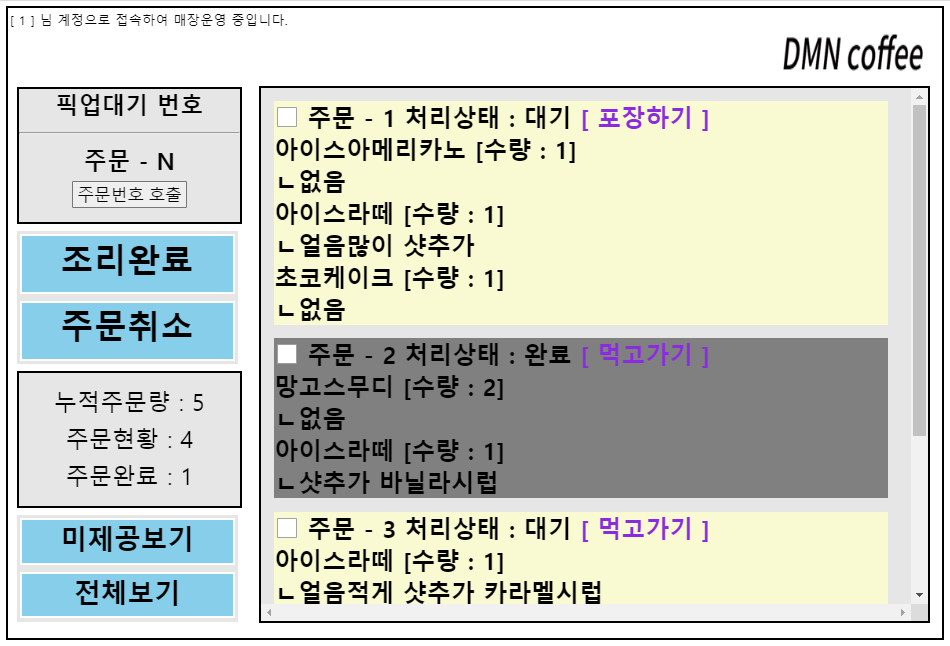 [ 1 ] 님 계정으로 접속하여 매장운영 중입니다.
DMN coffee
픽업대기 번호
주문 - N
주문번호 호출
조리완료
주문취소
누적주문량 : 5
주문현황 : 4
주문완료 : 1
미제공보기
전체보기
주문 - 1 처리상태 : 대기 [ 포장하기 ]
아이스아메리카노 [수량 : 1]
ㄴ없음
아이스라떼 [수량 : 1]
ㄴ얼음많이 샷추가
초코케이크 [수량 : 1]
ㄴ없음
주문 - 2 처리상태 : 완료 [ 먹고가기 ]
망고스무디 [수량 : 2]
ㄴ없음
아이스라떼 [수량 : 1]
ㄴ샷추가 바닐라시럽
주문 - 3 처리상태 : 대기 [ 먹고가기 ]
아이스라떼 [수량 : 1]
ㄴ얼음적게 샷추가 카라멜시럽